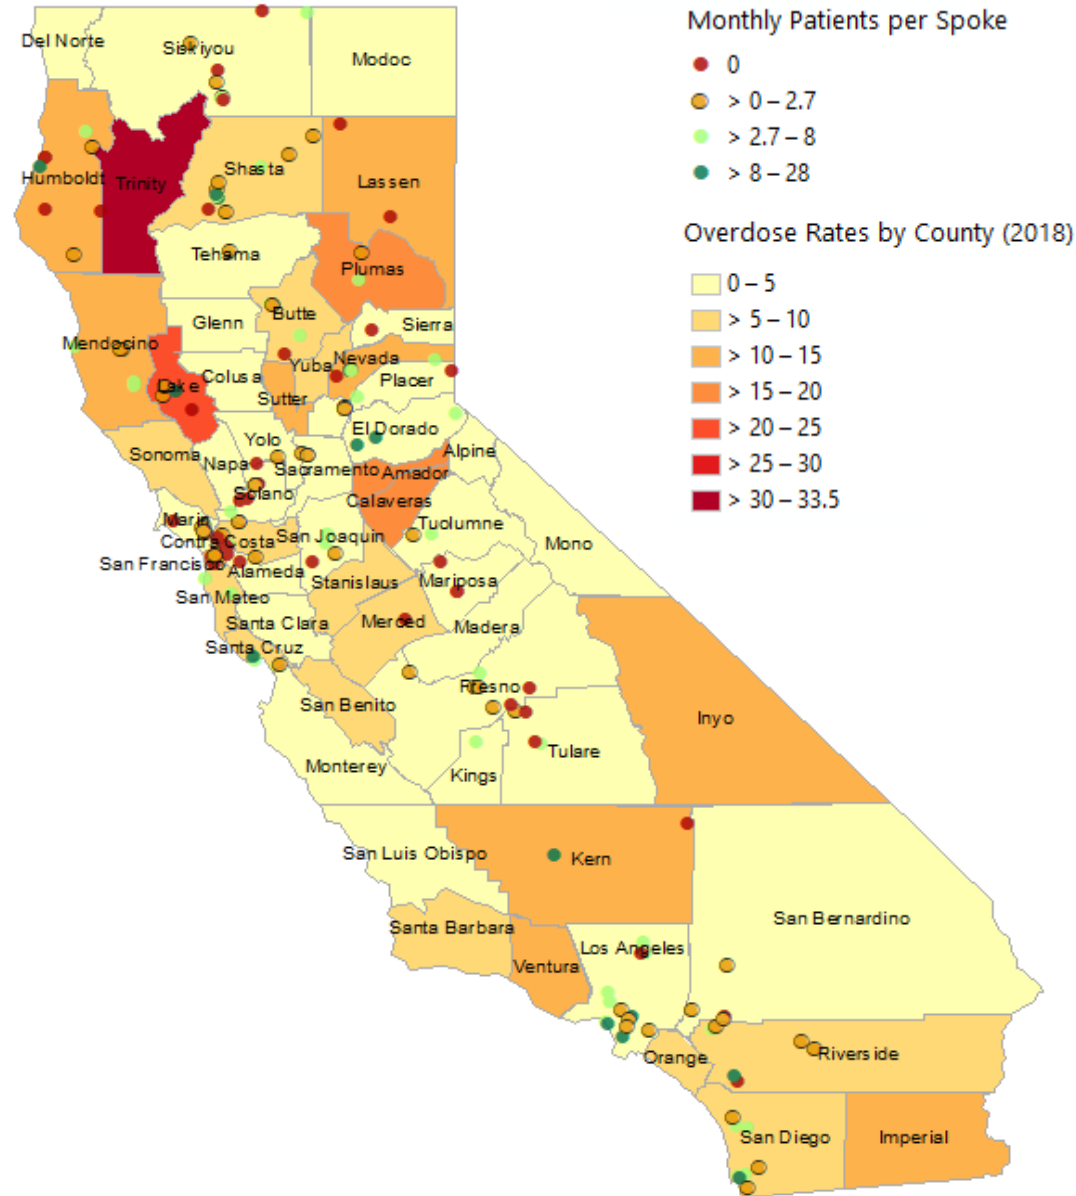 Monthly Patients per Spoke
0
> 0 – 2.7
> 2.7 – 8
> 8 – 28
Overdose Rates by County (2018)
0 – 5
> 5 – 10
> 10 – 15
> 15 – 20
> 20 – 25
> 25 – 30
> 30 – 33.5
Del Norte
Siskiyou
Modoc
Humboldt
Trinity
Shasta
Lassen
Tehama
Plumas
Glenn
Butte
Sierra
Mendocino
Lake
Colusa
Yuba
Nevada
Sutter
Placer
Sonoma
Napa
Yolo
Sacramento
El Dorado
Alpine
Solano
Amador
Calaveras
Marin
Contra Costa
San Joaquin
Tuolumne
Mono
San Francisco
Alameda
Stanislaus
Mariposa
San Mateo
Santa Clara
Merced
Madera
Santa Cruz
San Benito
Fresno
Inyo
Monterey
Kings
Tulare
San Luis Obispo
Kern
San Bernardino
Santa Barbara
Ventura
Los Angeles
Orange
Riverside
San Diego
Imperial